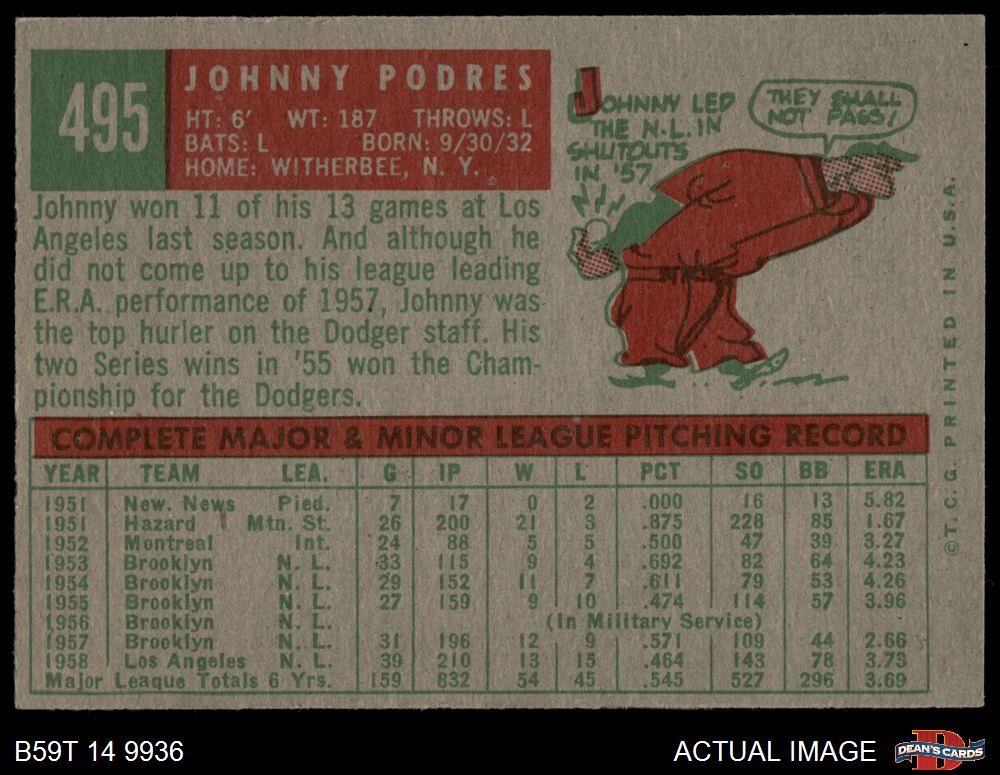 495
JOHNNY PODRES
HT: 6' WT: 187 THROWS: L
BATS: L BORN: 9/30/32
HOME: WITHERBEE, N. Y.
Johnny won 11 of his 13 games at Los
Angeles last season. And although he
did not come up to his league leading
E.R.A. performance of 1957, Johnny was
the top hurler on the Dodger staff. His
two Series wins in '55 won the Cham-
pionship for the Dodgers.
JOHNNY LED
THE N.L. IN
SHUTOUTS
IN '57
THEY SHALL
NOT PASS!
COMPLETE MAJOR & MINOR LEAGUE PITCHING RECORD
YEAR TEAM LEA. G IP W L PCT SO BB ERA
1951 New. News Pied. 7 17 0 2 .000 16 13 5.82
1951 Hazard Mtn. St. 26 200 21 3 .875 228 85 1.67
1952 Montreal Int. 24 88 5 5 .500 47 39 3.27
1953 Brooklyn N. L. 33 115 9 4 .692 82 64 4.23
1954 Brooklyn N. L. 29 152 11 7 .611 79 53 4.26
1955 Brooklyn N. L. 27 159 9 10 .474 114 57 3.96
1956 Brooklyn N. L. (In Military Service)
1957 Brooklyn N. L. 31 196 12 9 .571 109 44 2.66
1958 Los Angeles N. L. 39 210 13 15 .464 143 78 3.73
Major League Totals 6 Yrs. 159 832 54 45 .545 527 296 3.69
© T. C. G. PRINTED IN U.S.A.
B59T 14 9936
ACTUAL IMAGE
D
DEAN'S CARDS